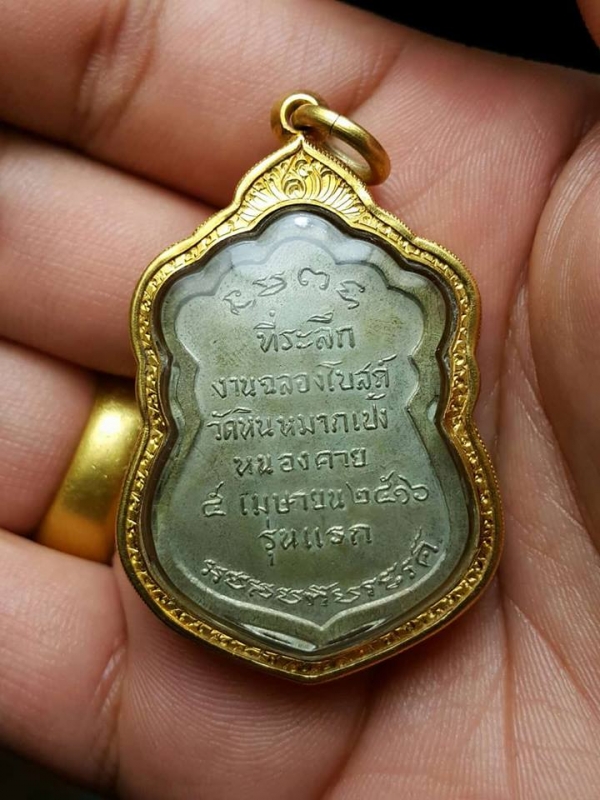 ที่ระลึก
งานฉลองโบสถ์
วัดหินหมากเป้ง
หนองคาย
๕ เมษายน ๒๕๑๖
รุ่นแรก